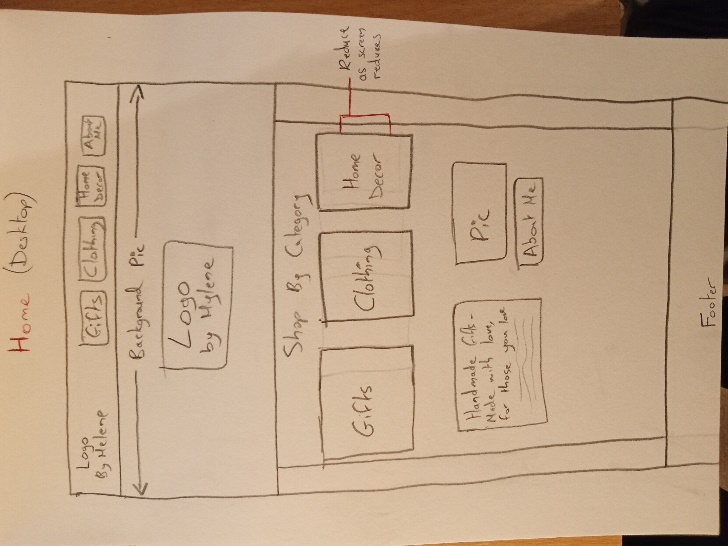 Home (Desktop)
Logo
By Melene
Gifts
Clothing
Home
Decor
About
Me
Background Pic
Logo
by Mylene
Reduce
as screen
reduces
Shop By Category
Gifts
Clothing
Home
Decor
Handmade Gifts -
Made with love,
for those you love
Pic
About Me
Footer